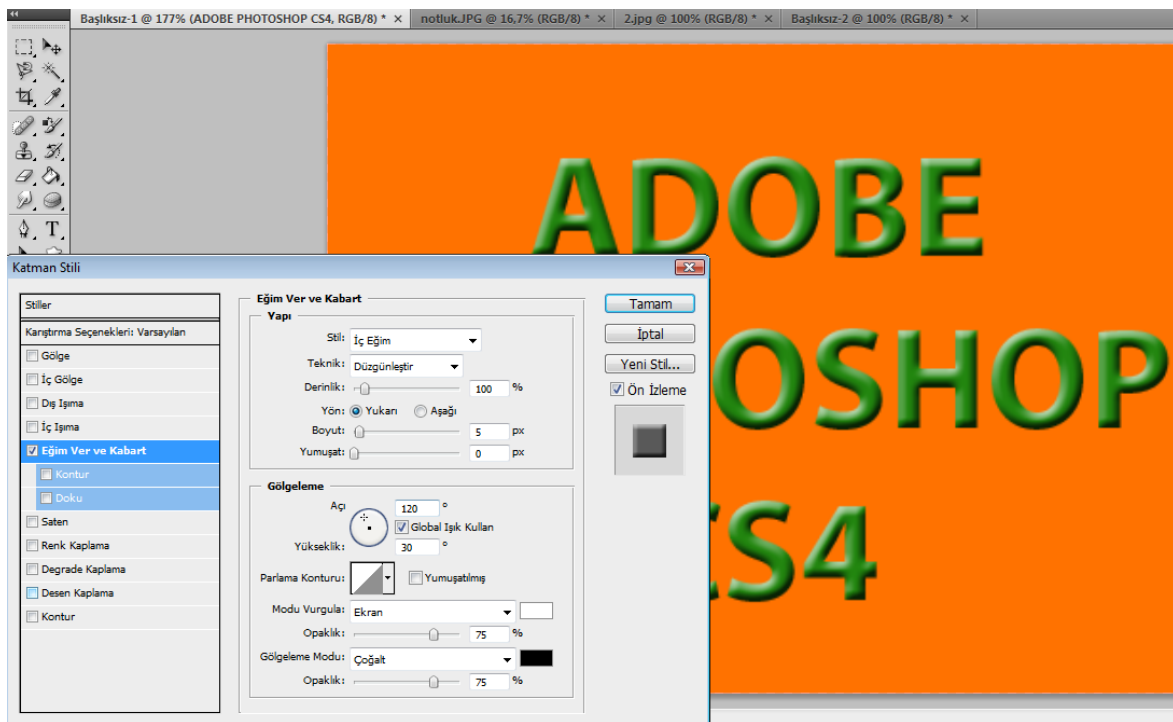 Başlıksız-1 @ 177% (ADOBE PHOTOSHOP CS4, RGB/8) * ×
notluk.JPG @ 16,7% (RGB/8) * ×
2.jpg @ 100% (RGB/8) * ×
Başlıksız-2 @ 100% (RGB/8) * ×
T
ADOBE
OSHOP
CS4
Katman Stili
Stiller
Karıştırma Seçenekleri: Varsayılan
Gölge
İç Gölge
Dış Işıma
İç Işıma
Eğim Ver ve Kabart
Kontur
Doku
Saten
Renk Kaplama
Degrade Kaplama
Desen Kaplama
Kontur
Eğim Ver ve Kabart
Yapı
Stil: İç Eğim
Teknik: Düzgünleştir
Derinlik: 100 %
Yön: Yukarı Aşağı
Boyut: 5 px
Yumuşat: 0 px
Gölgeleme
Açı 120 °
Global Işık Kullan
Yükseklik: 30 °
Parlama Konturu: Yumuşatılmış
Modu Vurgula: Ekran
Opaklık: 75 %
Gölgeleme Modu: Çoğalt
Opaklık: 75 %
Tamam
İptal
Yeni Stil...
Ön İzleme